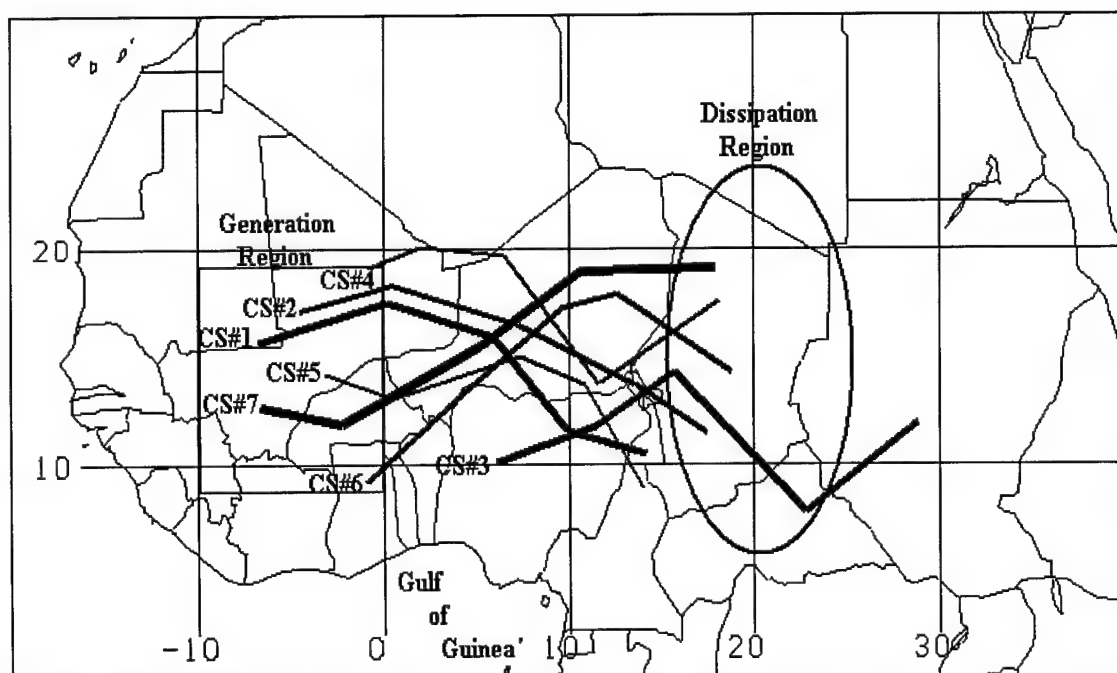 Dissipation
Region
Generation
Region
20
CS#4
CS#2
CS#1
CS#5
CS#7
10
CS#3
CS#6
Gulf
of
Guinea'
-10
0
10
20
30